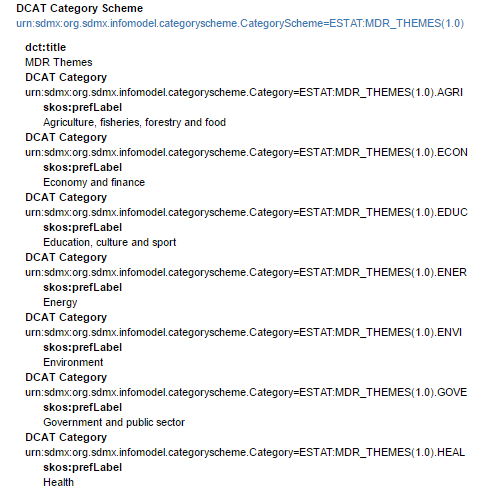 DCAT Category Scheme
urn:sdmx:org.sdmx.infomodel.categoryscheme.CategoryScheme=ESTAT:MDR_THEMES(1.0)
dct:title
MDR Themes
DCAT Category
urn:sdmx:org.sdmx.infomodel.categoryscheme.Category=ESTAT:MDR_THEMES(1.0).AGRI
skos:prefLabel
Agriculture, fisheries, forestry and food
DCAT Category
urn:sdmx:org.sdmx.infomodel.categoryscheme.Category=ESTAT:MDR_THEMES(1.0).ECON
skos:prefLabel
Economy and finance
DCAT Category
urn:sdmx:org.sdmx.infomodel.categoryscheme.Category=ESTAT:MDR_THEMES(1.0).EDUC
skos:prefLabel
Education, culture and sport
DCAT Category
urn:sdmx:org.sdmx.infomodel.categoryscheme.Category=ESTAT:MDR_THEMES(1.0).ENER
skos:prefLabel
Energy
DCAT Category
urn:sdmx:org.sdmx.infomodel.categoryscheme.Category=ESTAT:MDR_THEMES(1.0).ENVI
skos:prefLabel
Environment
DCAT Category
urn:sdmx:org.sdmx.infomodel.categoryscheme.Category=ESTAT:MDR_THEMES(1.0).GOVE
skos:prefLabel
Government and public sector
DCAT Category
urn:sdmx:org.sdmx.infomodel.categoryscheme.Category=ESTAT:MDR_THEMES(1.0).HEAL
skos:prefLabel
Health